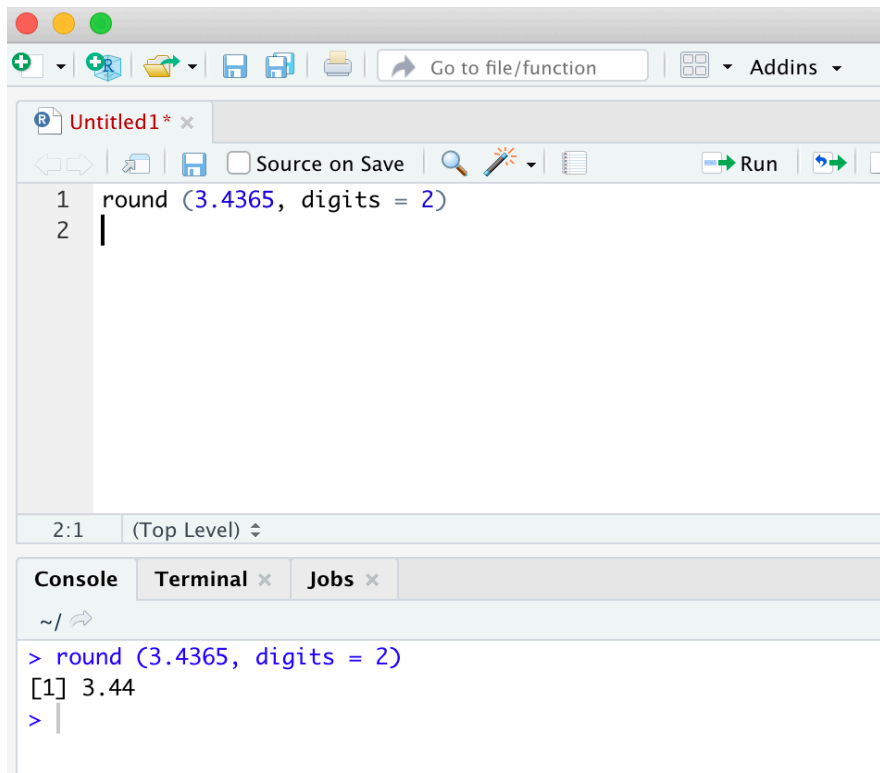 Go to file/function
Addins
R
R Untitled1*
Source on Save
Run
1 round (3.4365, digits = 2)
2
2:1 (Top Level)
Console Terminal Jobs
~/
> round (3.4365, digits = 2)
[1] 3.44
>